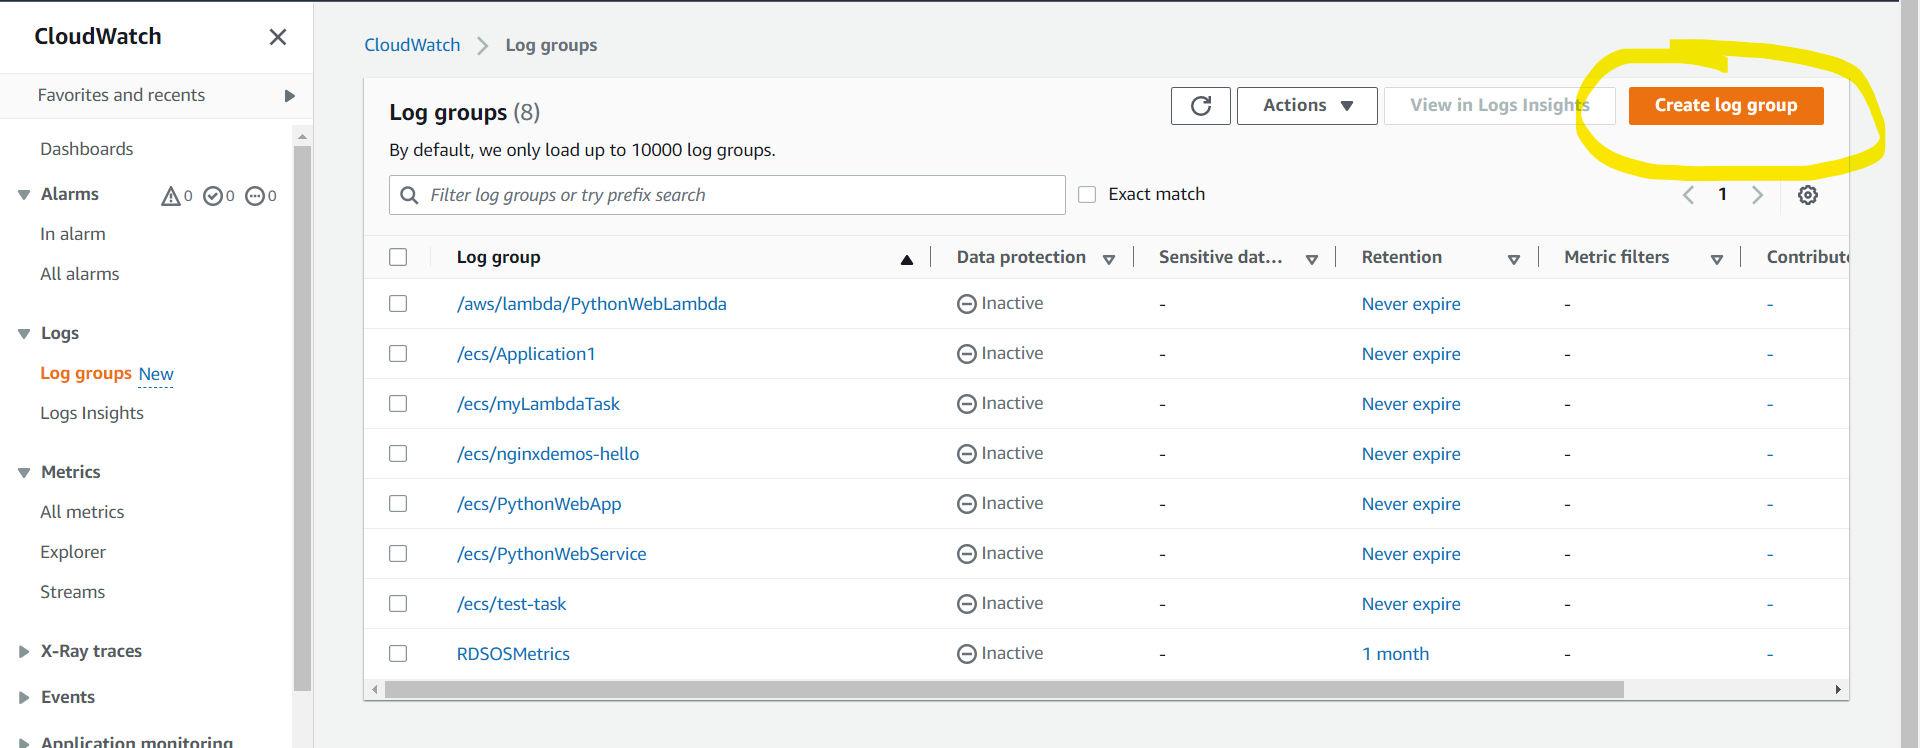 CloudWatch
Favorites and recents
Dashboards
Alarms 0 0 0
In alarm
All alarms
Logs
Log groups New
Logs Insights
Metrics
All metrics
Explorer
Streams
X-Ray traces
Events
Application monitoring
CloudWatch > Log groups
Log groups (8)
Actions View in Logs Insights Create log group
By default, we only load up to 10000 log groups.
Filter log groups or try prefix search Exact match 1
Log group Data protection Sensitive dat... Retention Metric filters Contribut
/aws/lambda/PythonWebLambda Inactive - Never expire - -
/ecs/Application1 Inactive - Never expire - -
/ecs/myLambdaTask Inactive - Never expire - -
/ecs/nginxdemos-hello Inactive - Never expire - -
/ecs/PythonWebApp Inactive - Never expire - -
/ecs/PythonWebService Inactive - Never expire - -
/ecs/test-task Inactive - Never expire - -
RDSOSMetrics Inactive - 1 month - -